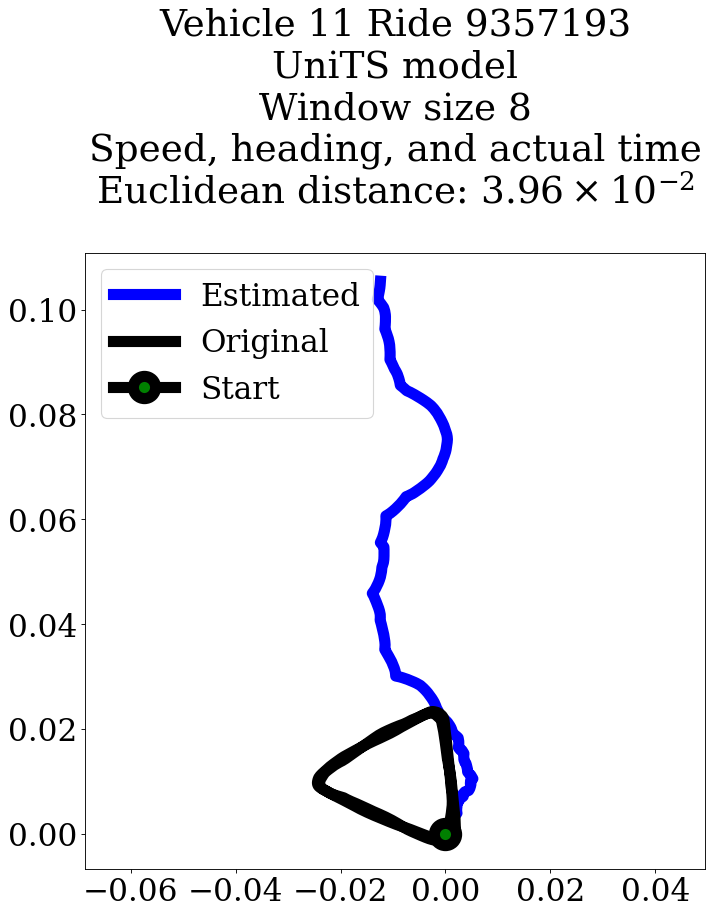 Vehicle 11 Ride 9357193
UniTS model
Window size 8
Speed, heading, and actual time
Euclidean distance: 3.96 × 10⁻²
Estimated
Original
Start
0.10
0.08
0.06
0.04
0.02
0.00
−0.06 −0.04 −0.02 0.00 0.02 0.04